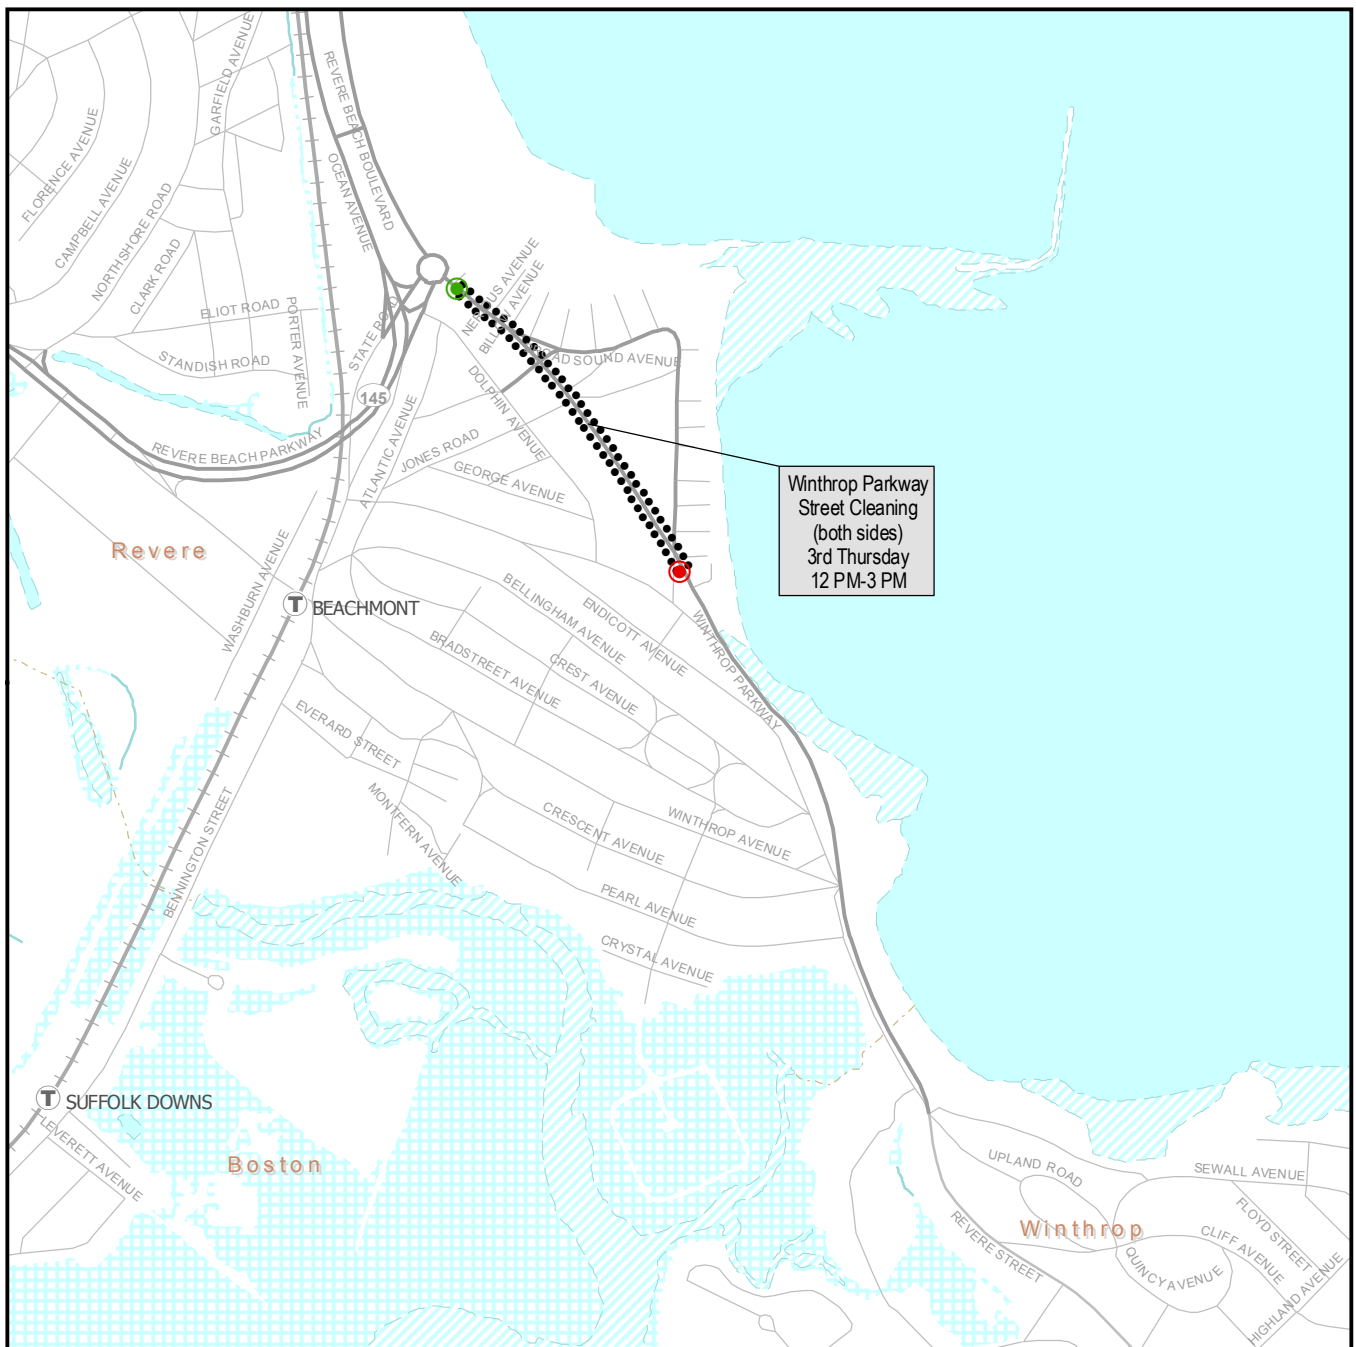 GARFIELD AVENUE
REVERE BEACH BOULEVARD
FLORENCE AVENUE
CAMPBELL AVENUE
NORTHSHORE ROAD
CLARK ROAD
OCEAN AVENUE
ELIOT ROAD
PORTER AVENUE
STATE ROAD
STANDISH ROAD
AVENUE
AVENUE
SOUND AVENUE
145
DOLPHIN AVENUE
ATLANTIC AVENUE
REVERE BEACH PARKWAY
JONES ROAD
GEORGE AVENUE
Winthrop Parkway
Street Cleaning
(both sides)
3rd Thursday
12 PM-3 PM
Revere
WASHBURN AVENUE
T BEACHMONT
BELLINGHAM AVENUE
ENDICOTT AVENUE
BRADSTREET AVENUE
CREST AVENUE
WINTHROP PARKWAY
EVERARD STREET
MONTFERN AVENUE
BENNINGTON STREET
CRESCENT AVENUE
WINTHROP AVENUE
PEARL AVENUE
CRYSTAL AVENUE
T SUFFOLK DOWNS
LEVERETT AVENUE
Boston
UPLAND ROAD
SEWALL AVENUE
REVERE STREET
Winthrop
QUINCY AVENUE
CLIFF AVENUE
FLOYD STREET
HIGHLAND AVENUE